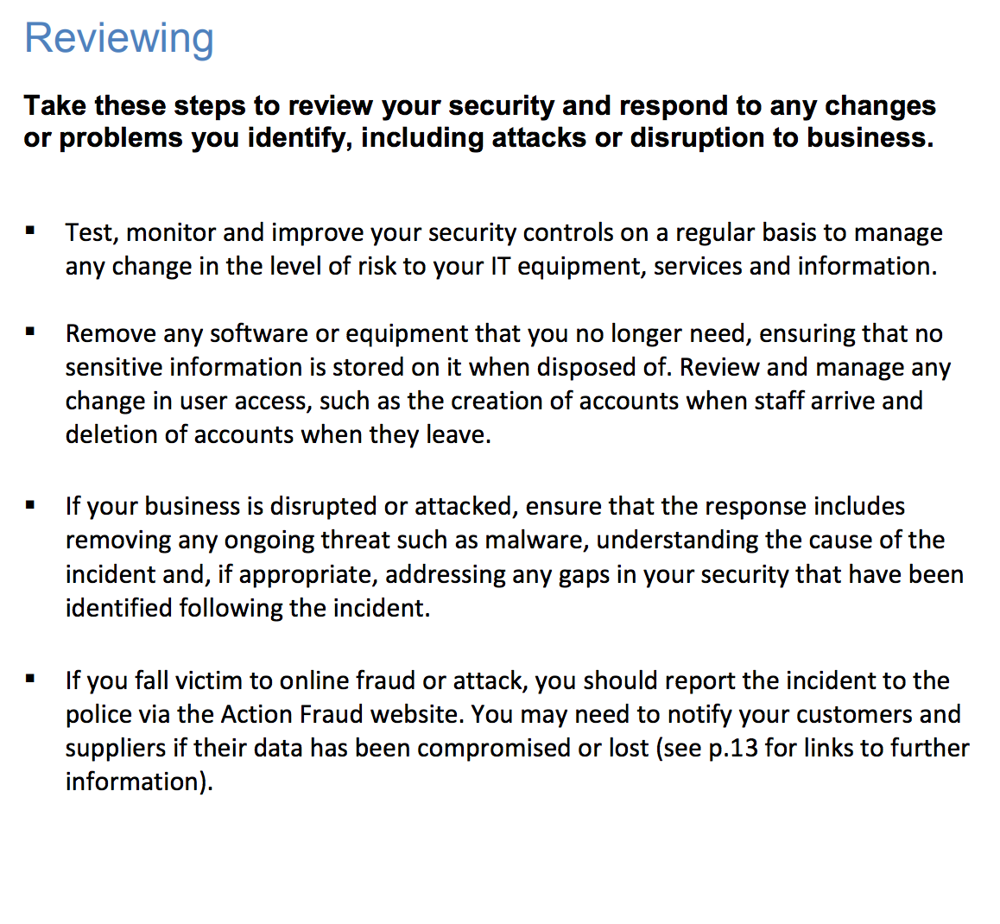 Reviewing
Take these steps to review your security and respond to any changes
or problems you identify, including attacks or disruption to business.
▪ Test, monitor and improve your security controls on a regular basis to manage
any change in the level of risk to your IT equipment, services and information.
▪ Remove any software or equipment that you no longer need, ensuring that no
sensitive information is stored on it when disposed of. Review and manage any
change in user access, such as the creation of accounts when staff arrive and
deletion of accounts when they leave.
▪ If your business is disrupted or attacked, ensure that the response includes
removing any ongoing threat such as malware, understanding the cause of the
incident and, if appropriate, addressing any gaps in your security that have been
identified following the incident.
▪ If you fall victim to online fraud or attack, you should report the incident to the
police via the Action Fraud website. You may need to notify your customers and
suppliers if their data has been compromised or lost (see p.13 for links to further
information).